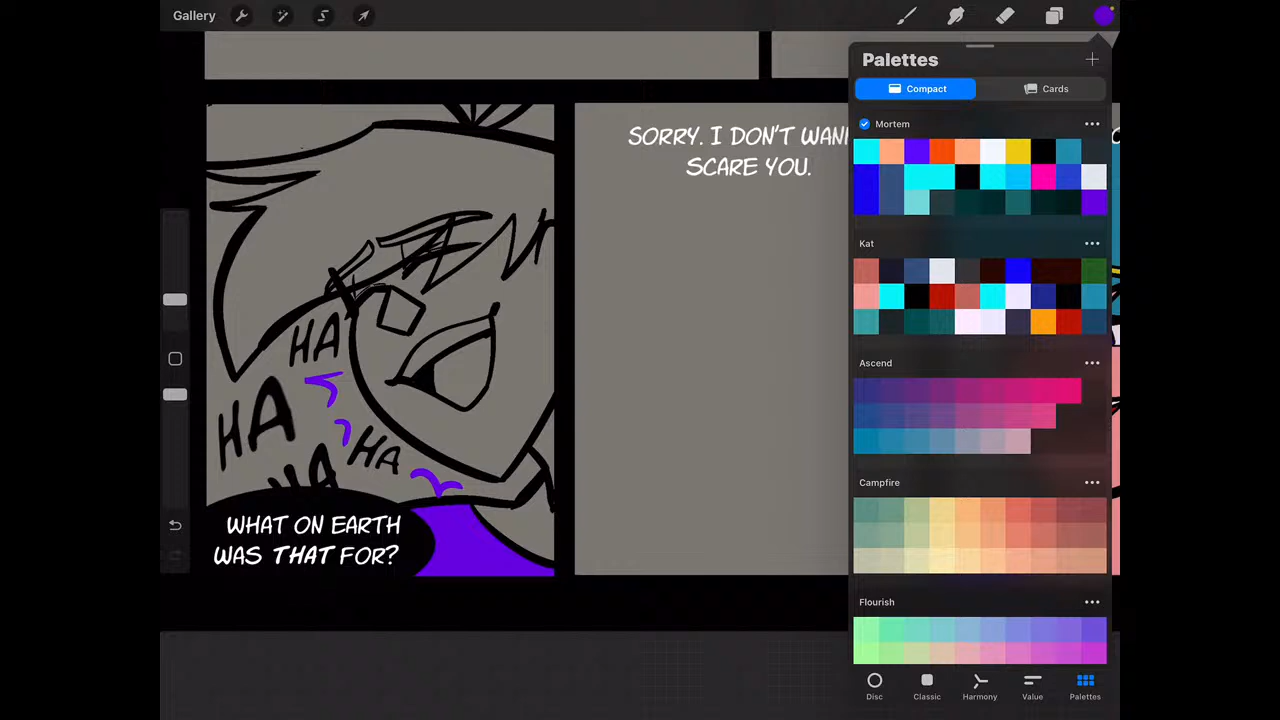 Gallery
Palettes
Compact
Cards
Mortem
Kat
Ascend
Campfire
Flourish
Disc
Classic
Harmony
Value
Palettes
SORRY. I DON'T
SCARE YOU.
HA
HA
HA
HA
WHAT ON EARTH
WAS THAT FOR?